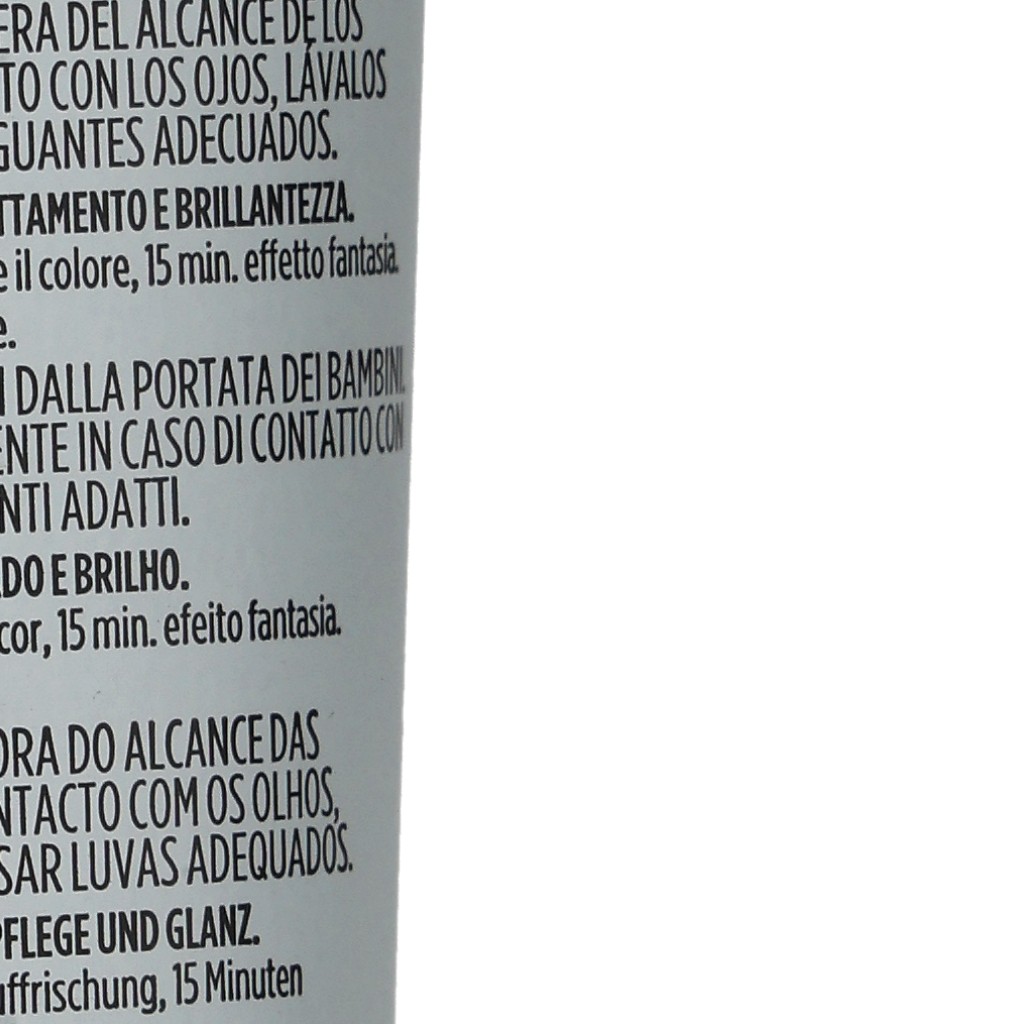 ERA DEL ALCANCE DE LOS
TO CON LOS OJOS, LÁVALOS
GUANTES ADECUADOS.
TTAMENTO E BRILLANTEZZA.
e il colore, 15 min. effetto fantasia.
e.
I DALLA PORTATA DEI BAMBINI.
ENTE IN CASO DI CONTATTO CON
NTI ADATTI.
DO E BRILHO.
cor, 15 min. efeito fantasia.
ORA DO ALCANCE DAS
NTACTO COM OS OLHOS,
SAR LUVAS ADEQUADOS.
PFLEGE UND GLANZ.
uffrischung, 15 Minuten